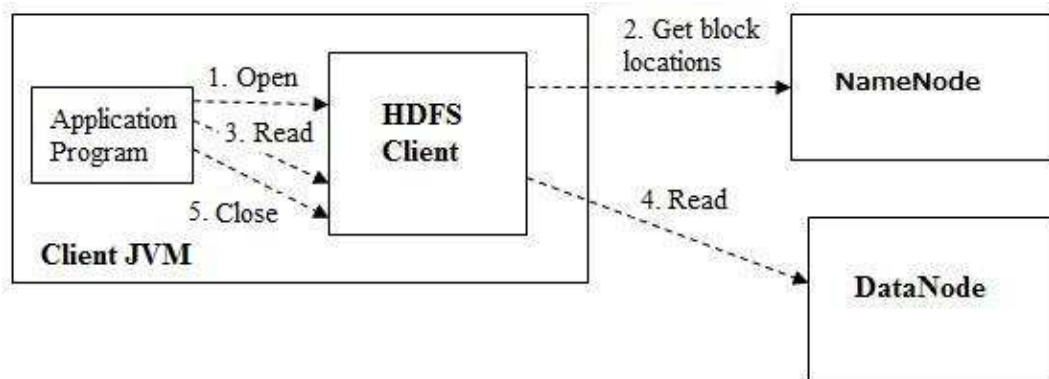 2. Get block
locations
NameNode
1. Open
HDFS
Client
Application
Program
3. Read
5. Close
4. Read
Client JVM
DataNode